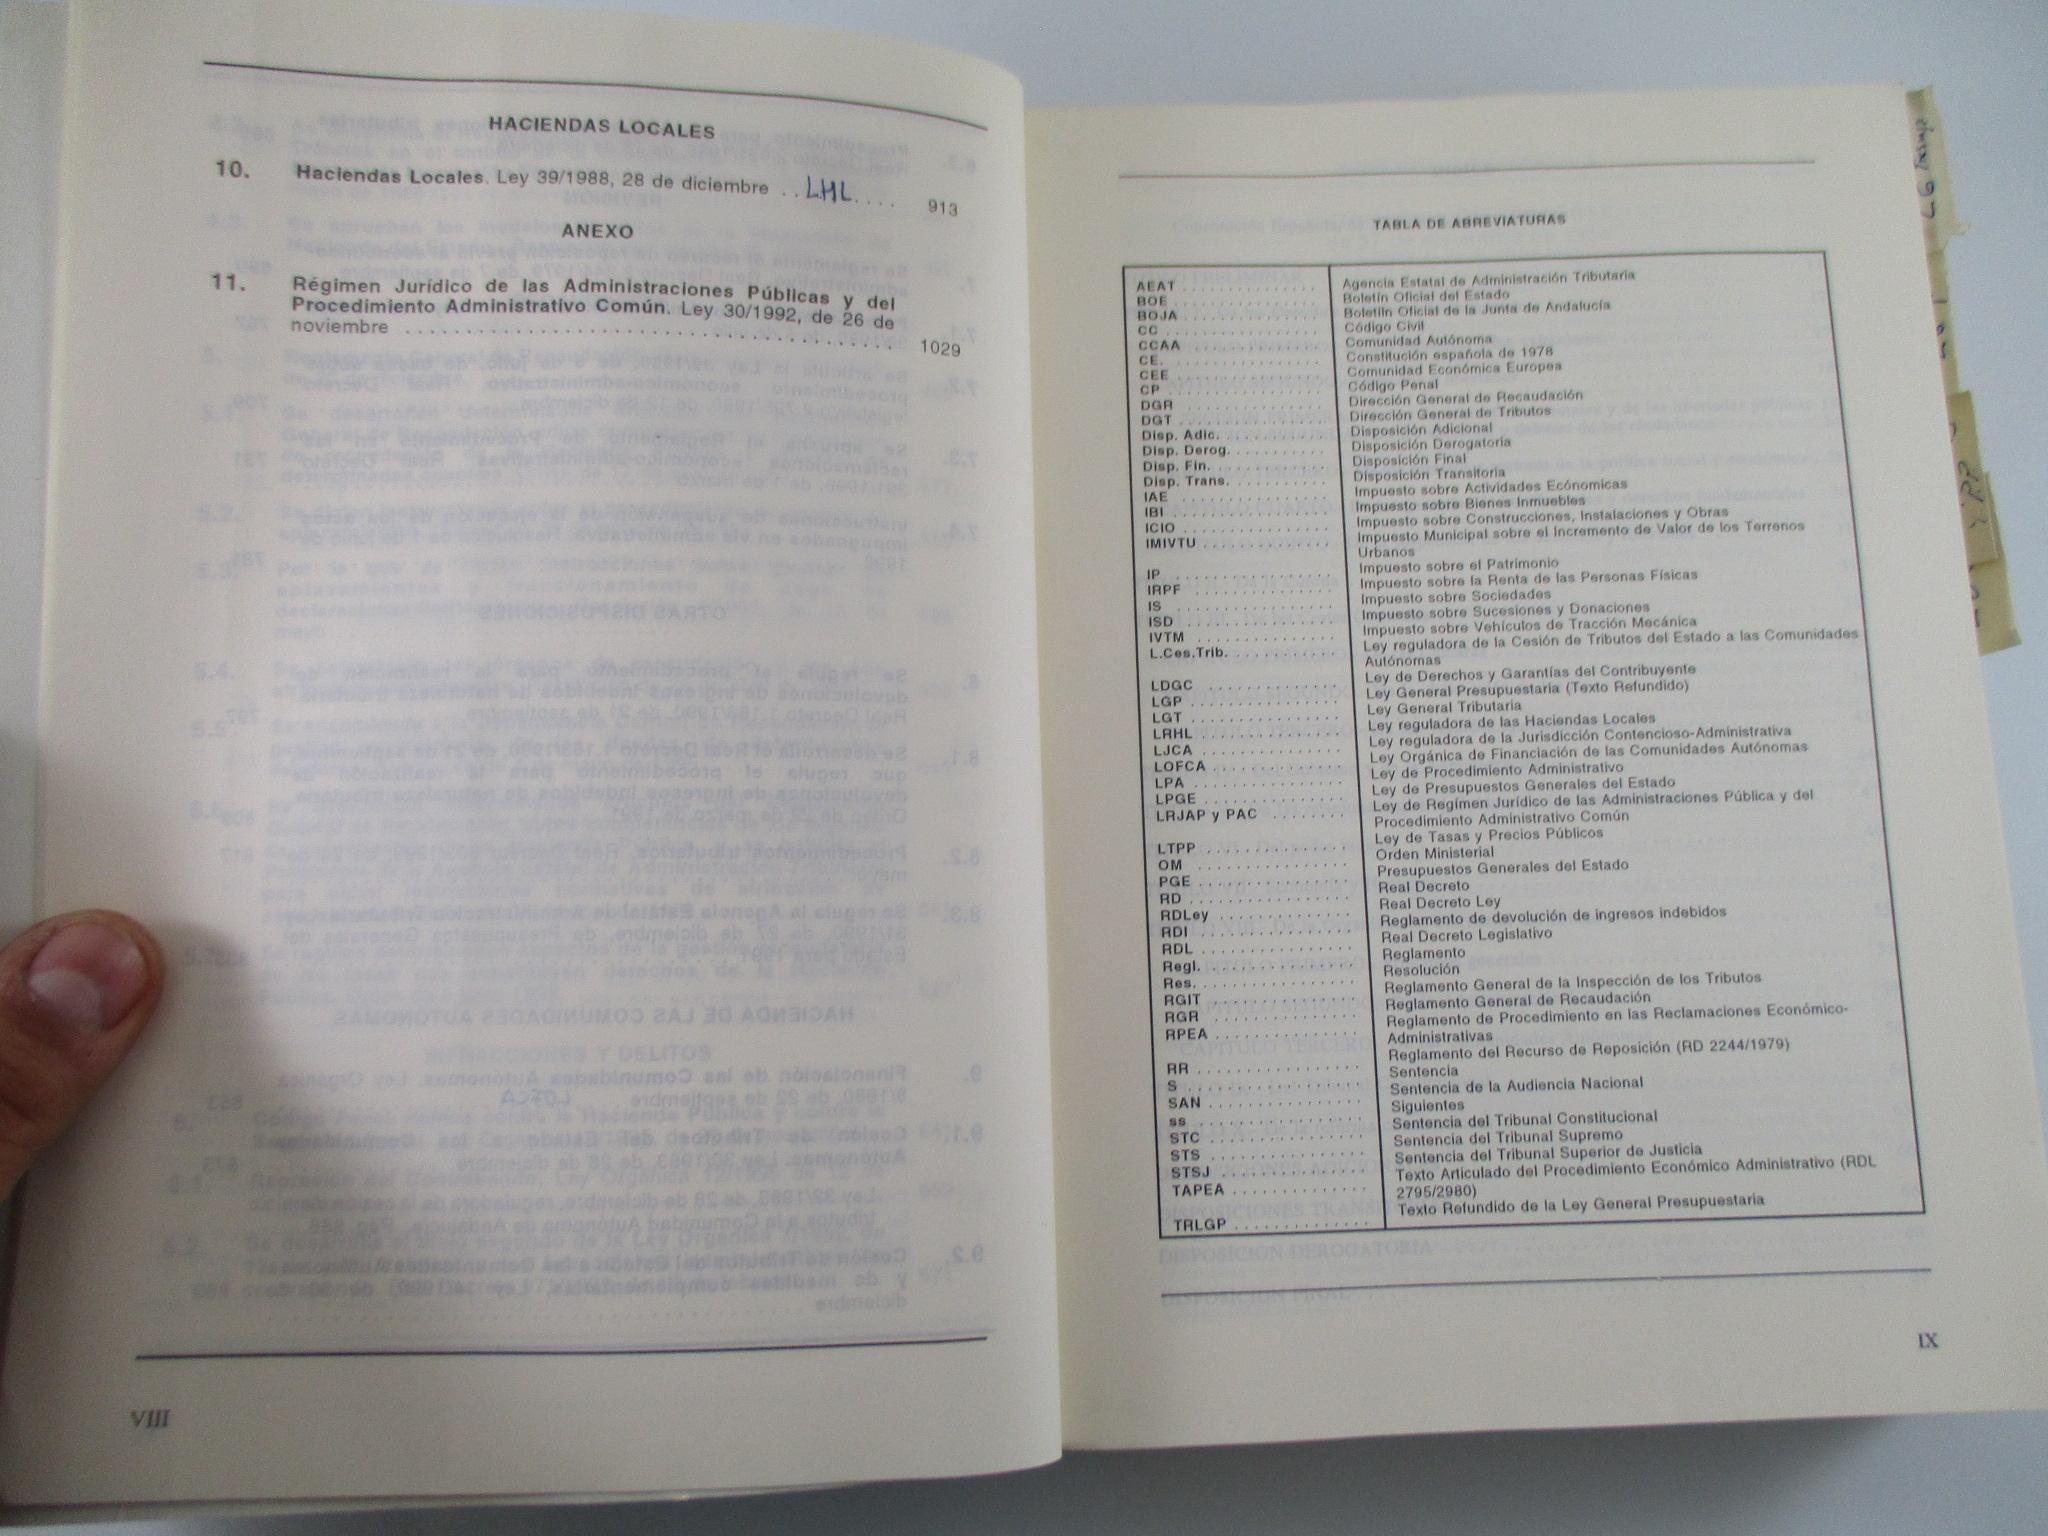 HACIENDAS LOCALES
10. Haciendas Locales. Ley 39/1988, 28 de diciembre .. LHL .... 913
ANEXO
11. Régimen Jurídico de las Administraciones Públicas y del
Procedimiento Administrativo Común. Ley 30/1992, de 26 de
noviembre ................................ 1029
VIII
TABLA DE ABREVIATURAS
AEAT ............ Agencia Estatal de Administración Tributaria
BOE ............ Boletín Oficial del Estado
BOJA ............ Boletiín Oficial de la Junta de Andalucía
CC ............ Código Civil
CCAA ............ Comunidad Autónoma
CE. ............ Constitución española de 1978
CEE ............ Comunidad Económica Europea
CP ............ Código Penal
DGR ............ Dirección General de Recaudación
DGT ............ Dirección General de Tributos
Disp. Adic. ............ Disposición Adicional
Disp. Derog. ............ Disposición Derogatoria
Disp. Fin. ............ Disposición Final
Disp. Trans. ............ Disposición Transitoria
IAE ............ Impuesto sobre Actividades Ecónomicas
IBI ............ Impuesto sobre Bienes Inmuebles
ICIO ............ Impuesto sobre Construcciones, Instalaciones y Obras
IMIVTU ............ Impuesto Municipal sobre el Incremento de Valor de los Terrenos
Urbanos
IP ............ Impuesto sobre el Patrimonio
IRPF ............ Impuesto sobre la Renta de las Personas Físicas
IS ............ Impuesto sobre Sociedades
ISD ............ Impuesto sobre Sucesiones y Donaciones
IVTM ............ Impuesto sobre Vehículos de Tracción Mecánica
L.Ces.Trib. ............ Ley reguladora de la Cesión de Tributos del Estado a las Comunidades
Autónomas
LDGC ............ Ley de Derechos y Garantías del Contribuyente
LGP ............ Ley General Presupuestaria (Texto Refundido)
LGT ............ Ley General Tributaria
LRHL ............ Ley reguladora de las Haciendas Locales
LJCA ............ Ley reguladora de la Jurisdicción Contencioso-Administrativa
LOFCA ............ Ley Orgánica de Financiación de las Comunidades Autónomas
LPA ............ Ley de Procedimiento Administrativo
LPGE ............ Ley de Presupuestos Generales del Estado
LRJAP y PAC ........ Ley de Regímen Jurídico de las Administraciones Pública y del
Procedimiento Administrativo Común
LTPP ............ Ley de Tasas y Precios Públicos
OM ............ Orden Ministerial
PGE ............ Presupuestos Generales del Estado
RD ............ Real Decreto
RDLey ............ Real Decreto Ley
RDI ............ Reglamento de devolución de ingresos indebidos
RDL ............ Real Decreto Legislativo
Regl. ............ Reglamento
Res. ............ Resolución
RGIT ............ Reglamento General de la Inspección de los Tributos
RGR ............ Reglamento General de Recaudación
RPEA ............ Reglamento de Procedimiento en las Reclamaciones Económico-
Administrativas
RR ............ Reglamento del Recurso de Reposición (RD 2244/1979)
S ............ Sentencia
SAN ............ Sentencia de la Audiencia Nacional
ss ............ Siguientes
STC ............ Sentencia del Tribunal Constitucional
STS ............ Sentencia del Tribunal Supremo
STSJ ............ Sentencia del Tribunal Superior de Justicia
TAPEA ............ Texto Articulado del Procedimiento Económico Administrativo (RDL
2795/2980)
TRLGP ............ Texto Refundido de la Ley General Presupuestaria
IX